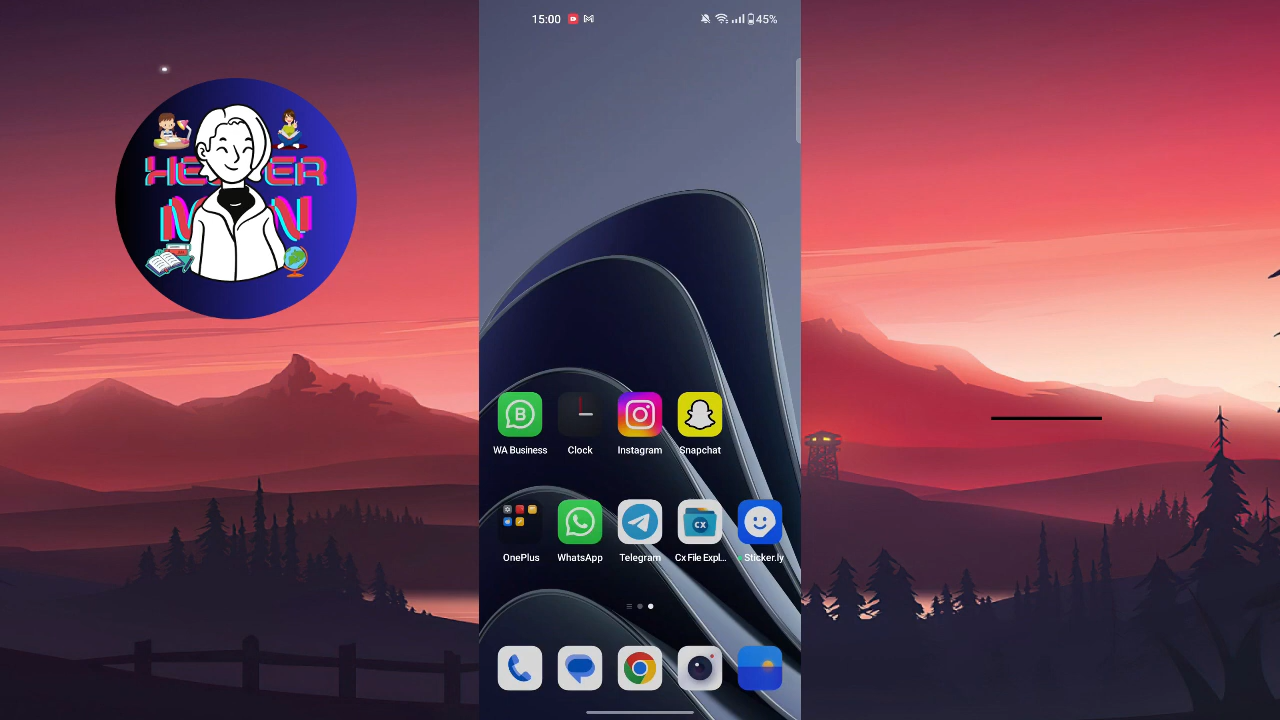 15:00
45%
WA Business
Clock
Instagram
Snapchat
OnePlus
WhatsApp
Telegram
Cx File Expl...
Sticker.ly